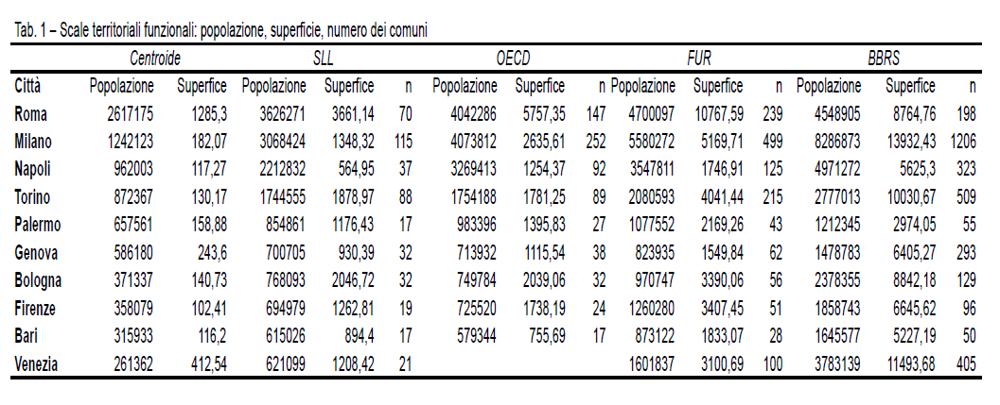 Tab. 1 – Scale territoriali funzionali: popolazione, superficie, numero dei comuni
Centroide SLL OECD FUR BBRS
Città Popolazione Superfice Popolazione Superfice n Popolazione Superfice n Popolazione Superfice n Popolazione Superfice n
Roma 2617175 1285,3 3626271 3661,14 70 4042286 5757,35 147 4700097 10767,59 239 4548905 8764,76 198
Milano 1242123 182,07 3068424 1348,32 115 4073812 2635,61 252 5580272 5169,71 499 8286873 13932,43 1206
Napoli 962003 117,27 2212832 564,95 37 3269413 1254,37 92 3547811 1746,91 125 4971272 5625,3 323
Torino 872367 130,17 1744555 1878,97 88 1754188 1781,25 89 2080593 4041,44 215 2777013 10030,67 509
Palermo 657561 158,88 854861 1176,43 17 983396 1395,83 27 1077552 2169,26 43 1212345 2974,05 55
Genova 586180 243,6 700705 930,39 32 713932 1115,54 38 823935 1549,84 62 1478783 6405,27 293
Bologna 371337 140,73 768093 2046,72 32 749784 2039,06 32 970747 3390,06 56 2378355 8842,18 129
Firenze 358079 102,41 694979 1262,81 19 725520 1738,19 24 1260280 3407,45 51 1858743 6645,62 96
Bari 315933 116,2 615026 894,4 17 579344 755,69 17 873122 1833,07 28 1645577 5227,19 50
Venezia 261362 412,54 621099 1208,42 21 1601837 3100,69 100 3783139 11493,68 405